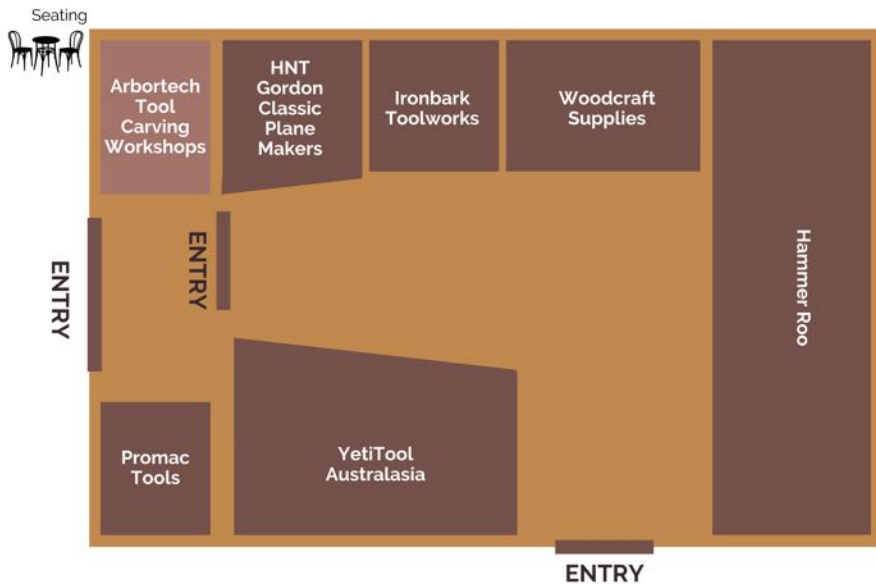 Seating
Arbortech
Tool
Carving
Workshops
HNT
Gordon
Classic
Plane
Makers
Ironbark
Toolworks
Woodcraft
Supplies
Hammer Roo
ENTRY
ENTRY
Promac
Tools
YetiTool
Australasia
ENTRY